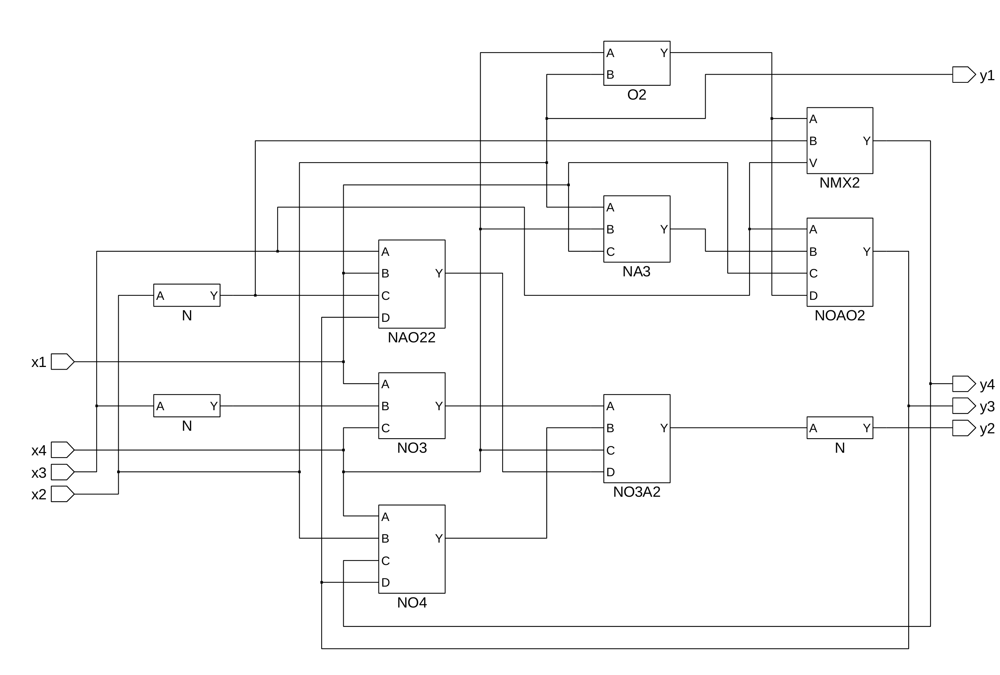 A Y
B
O2
y1
A
B Y
V
NMX2
A
B Y
C
NA3
A
B Y
C
D
NOAO2
A
B Y
C
D
NAO22
A Y
N
x1
A
B Y
C
NO3
A Y
N
x4
x3
x2
A
B Y
C
D
NO3A2
A Y
N
y4
y3
y2
A
B Y
C
D
NO4